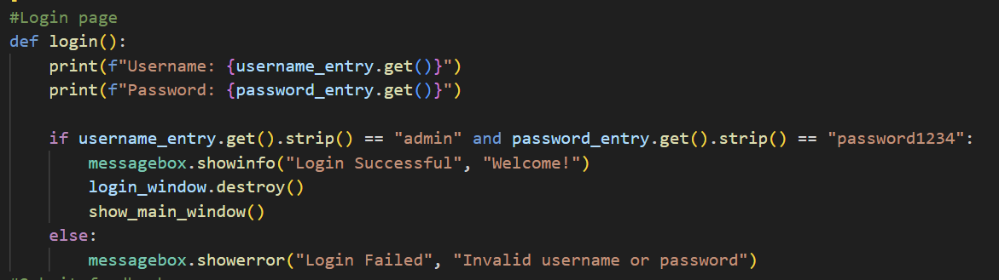 #Login page
def login():
    print(f"Username: {username_entry.get()}")
    print(f"Password: {password_entry.get()}")

    if username_entry.get().strip() == "admin" and password_entry.get().strip() == "password1234":
        messagebox.showinfo("Login Successful", "Welcome!")
        login_window.destroy()
        show_main_window()
    else:
        messagebox.showerror("Login Failed", "Invalid username or password")